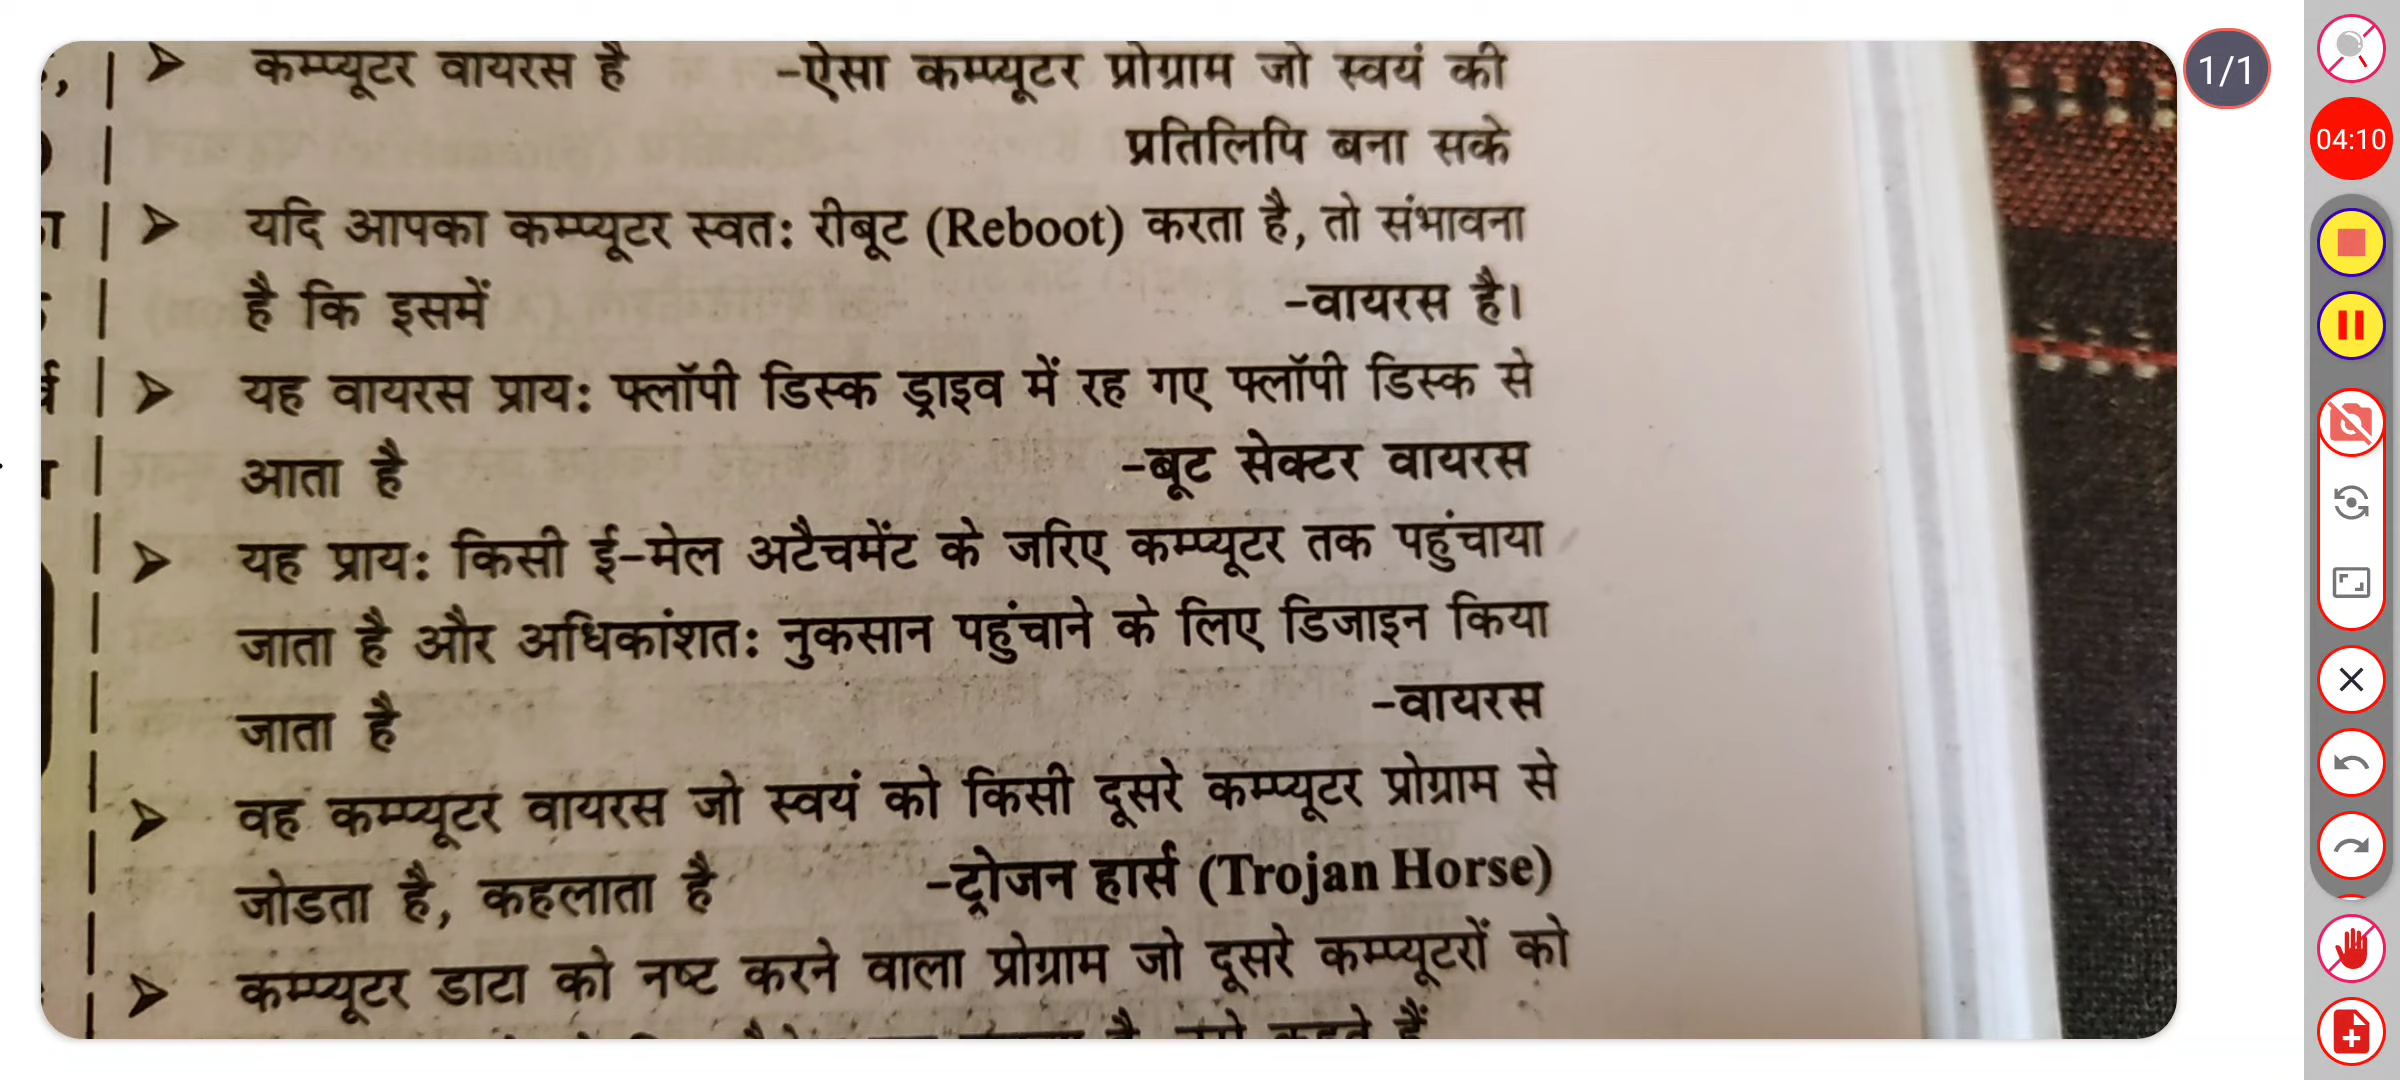 ➤ कम्प्यूटर वायरस है -ऐसा कम्प्यूटर प्रोग्राम जो स्वयं की
प्रतिलिपि बना सके
➤ यदि आपका कम्प्यूटर स्वत: रीबूट (Reboot) करता है, तो संभावना
है कि इसमें -वायरस है।
➤ यह वायरस प्राय: फ्लॉपी डिस्क ड्राइव में रह गए फ्लॉपी डिस्क से
आता है -बूट सेक्टर वायरस
➤ यह प्राय: किसी ई-मेल अटैचमेंट के जरिए कम्प्यूटर तक पहुंचाया
जाता है और अधिकांशत: नुकसान पहुंचाने के लिए डिजाइन किया
जाता है -वायरस
➤ वह कम्प्यूटर वायरस जो स्वयं को किसी दूसरे कम्प्यूटर प्रोग्राम से
जोडता है, कहलाता है -ट्रोजन हार्स (Trojan Horse)
➤ कम्प्यूटर डाटा को नष्ट करने वाला प्रोग्राम जो दूसरे कम्प्यूटरों को
1/1
04:10